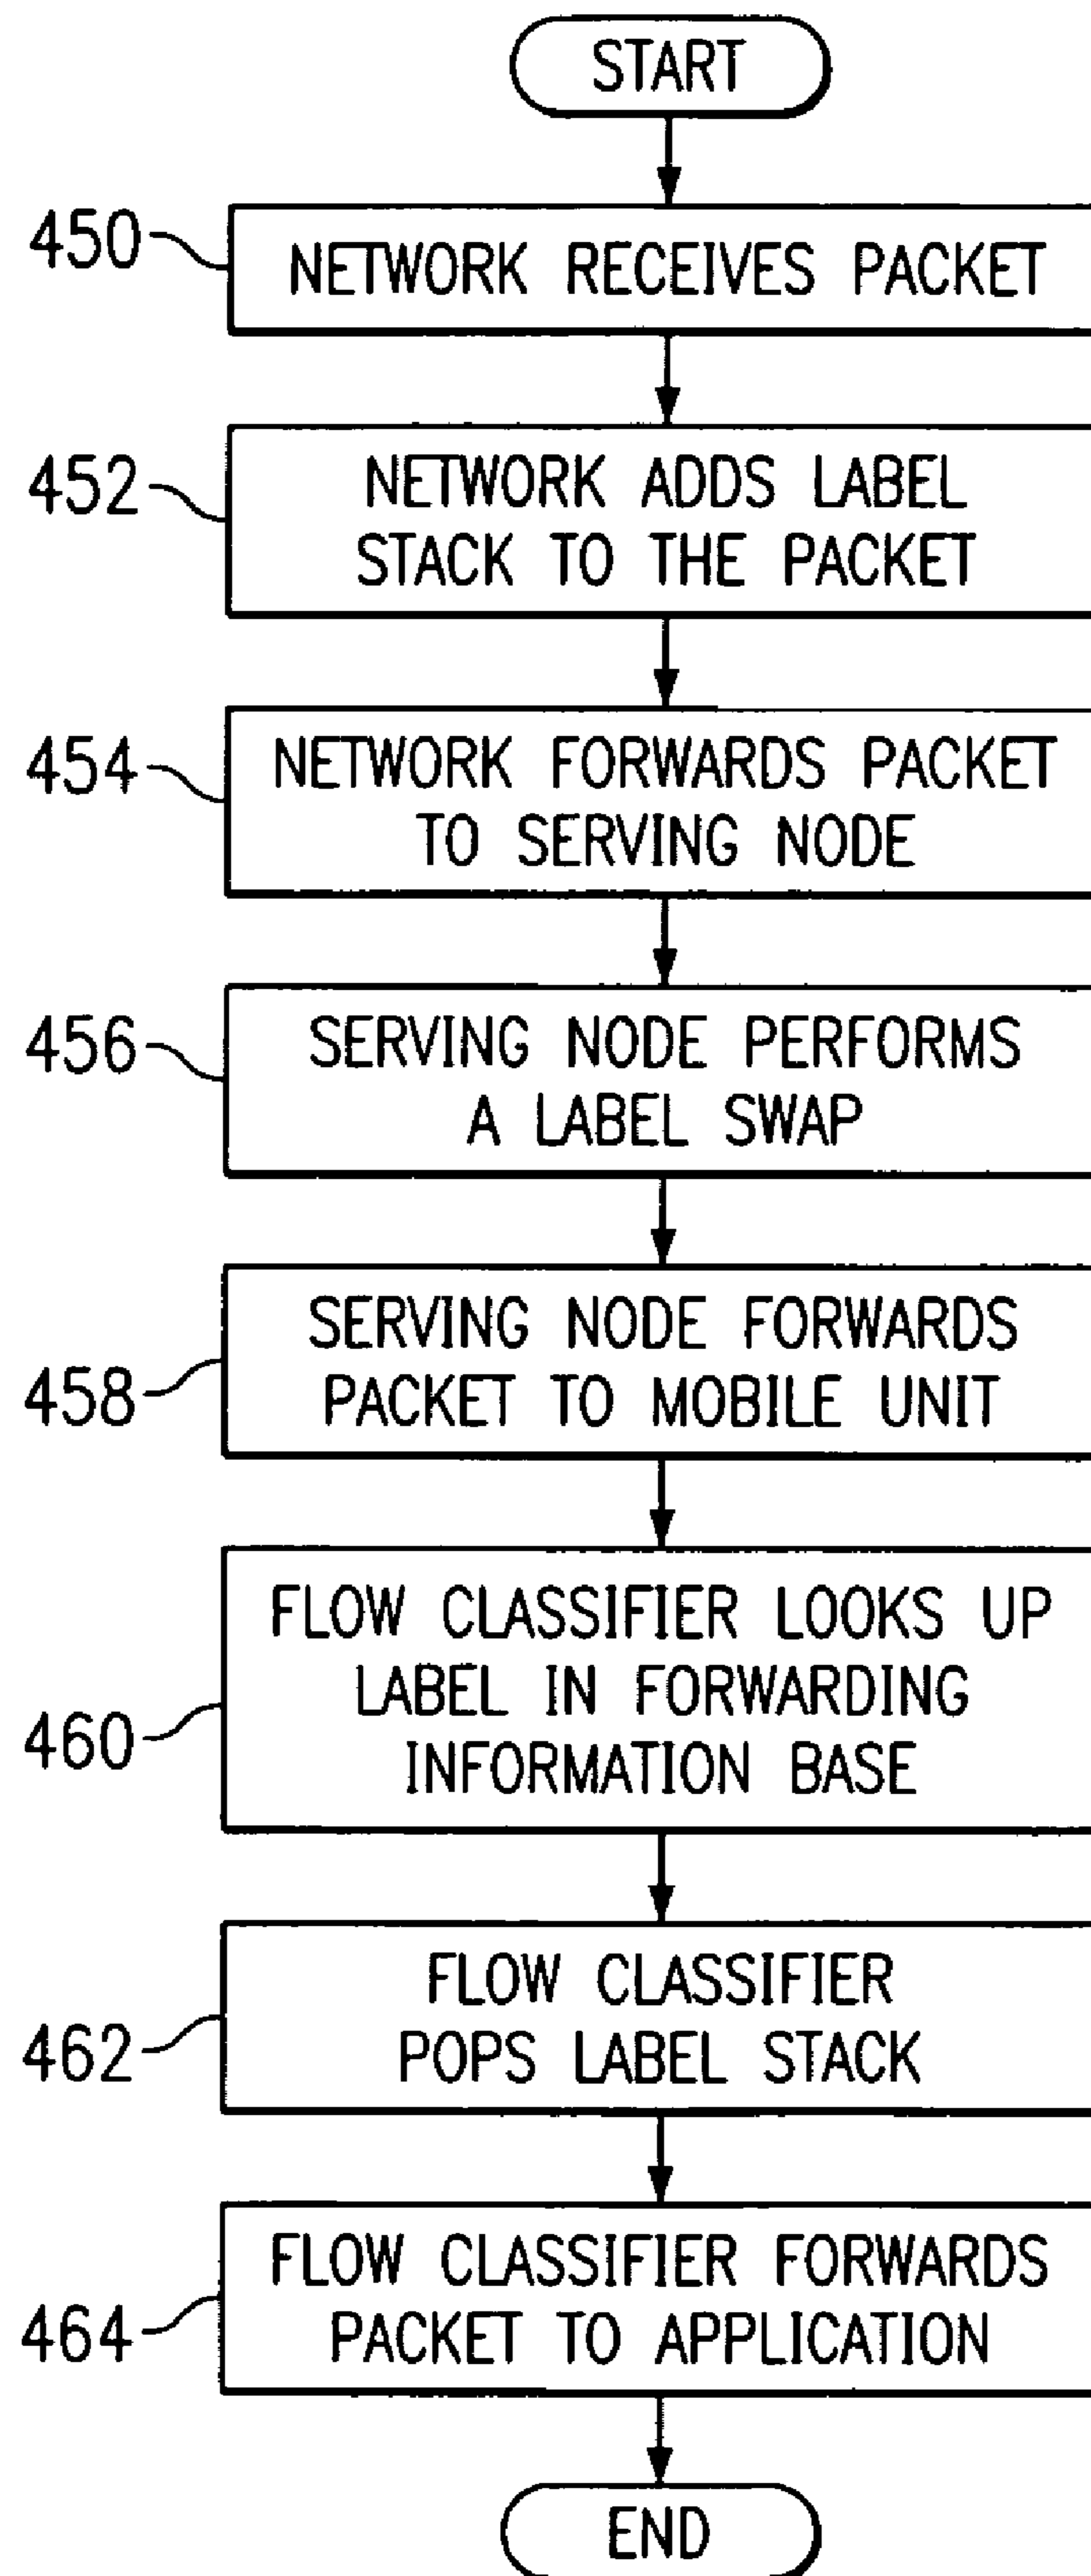 START
450
NETWORK RECEIVES PACKET
452
NETWORK ADDS LABEL
STACK TO THE PACKET
454
NETWORK FORWARDS PACKET
TO SERVING NODE
456
SERVING NODE PERFORMS
A LABEL SWAP
458
SERVING NODE FORWARDS
PACKET TO MOBILE UNIT
460
FLOW CLASSIFIER LOOKS UP
LABEL IN FORWARDING
INFORMATION BASE
462
FLOW CLASSIFIER
POPS LABEL STACK
464
FLOW CLASSIFIER FORWARDS
PACKET TO APPLICATION
END